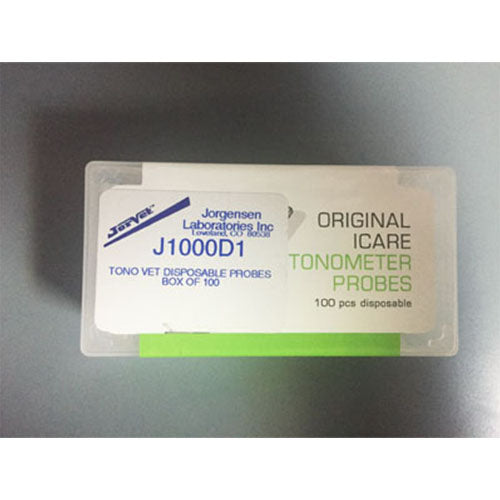 JorVet™
Jorgensen
Laboratories Inc
Loveland, CO 80538
J1000D1
TONO VET DISPOSABLE PROBES
BOX OF 100
ORIGINAL
ICARE
TONOMETER
PROBES
100 pcs disposable